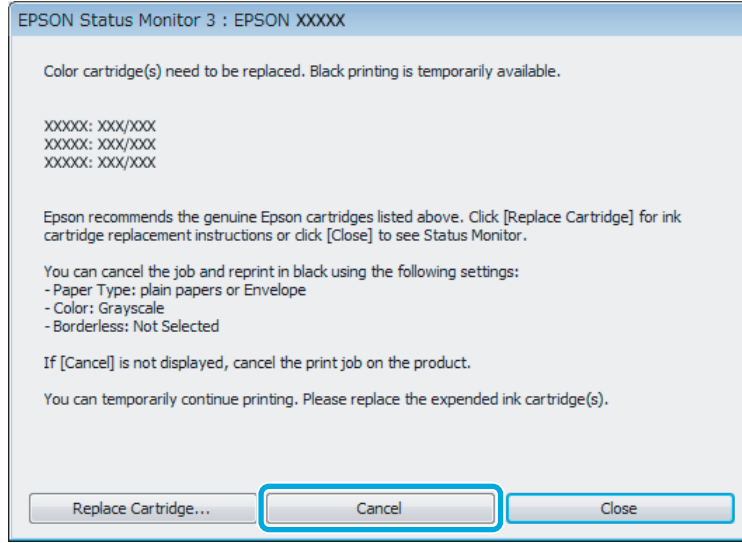 EPSON Status Monitor 3 : EPSON XXXXX
Color cartridge(s) need to be replaced. Black printing is temporarily available.
XXXXX: XXX/XXX
XXXXX: XXX/XXX
XXXXX: XXX/XXX
Epson recommends the genuine Epson cartridges listed above. Click [Replace Cartridge] for ink
cartridge replacement instructions or click [Close] to see Status Monitor.
You can cancel the job and reprint in black using the following settings:
- Paper Type: plain papers or Envelope
- Color: Grayscale
- Borderless: Not Selected
If [Cancel] is not displayed, cancel the print job on the product.
You can temporarily continue printing. Please replace the expended ink cartridge(s).
Replace Cartridge... Cancel Close